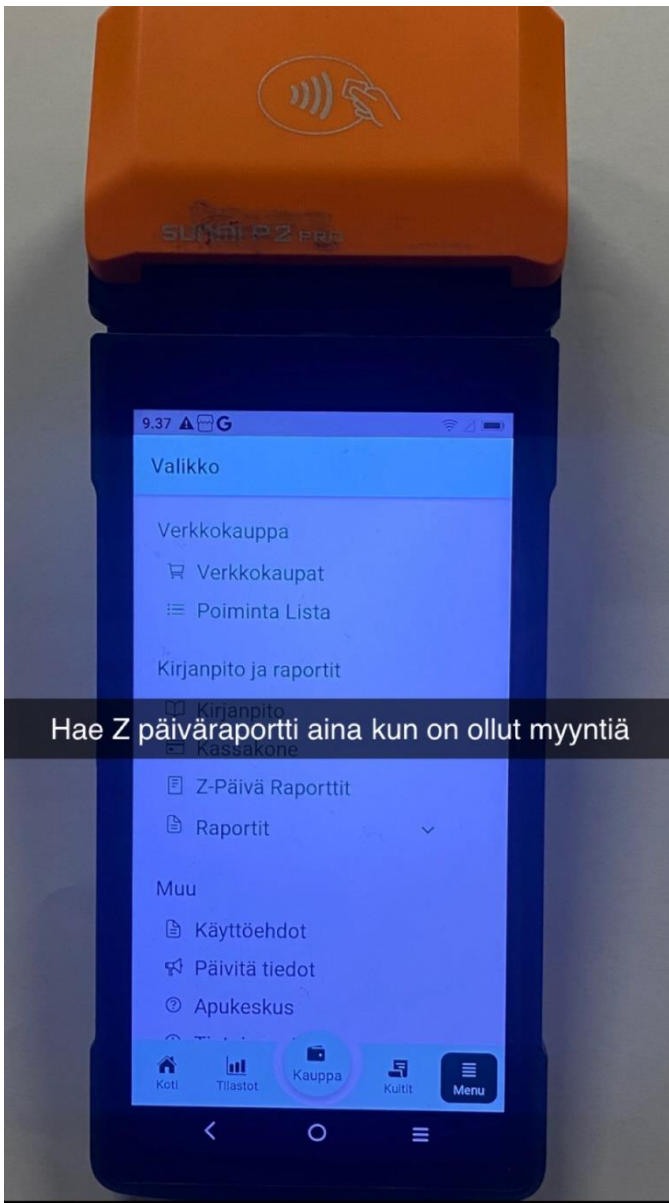 SUNMI P2 PRO
9.37
Valikko
Verkkokauppa
Verkkokaupat
Poiminta Lista
Kirjanpito ja raportit
Kirjanpito
Hae Z päiväraportti aina kun on ollut myyntiä
Kassakone
Z-Päivä Raporttit
Raportit
Muu
Käyttöehdot
Päivitä tiedot
Apukeskus
Koti
Tilastot
Kauppa
Kuitit
Menu